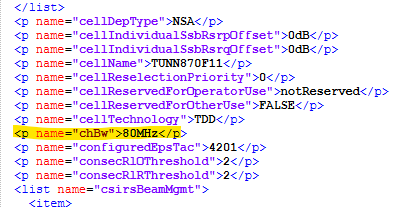 </list>
<p name="cellDepType">NSA</p>
<p name="cellIndividualSsbRsrpOffset">0dB</p>
<p name="cellIndividualSsbRsrqOffset">0dB</p>
<p name="cellName">TUNN870F11</p>
<p name="cellReselectionPriority">0</p>
<p name="cellReservedForOperatorUse">notReserved</p>
<p name="cellReservedForOtherUse">FALSE</p>
<p name="cellTechnology">TDD</p>
<p name="chBw">80MHz</p>
<p name="configuredEpsTac">4201</p>
<p name="consecRlOThreshold">2</p>
<p name="consecRlRThreshold">2</p>
<list name="csirsBeamMgmt">
<item>